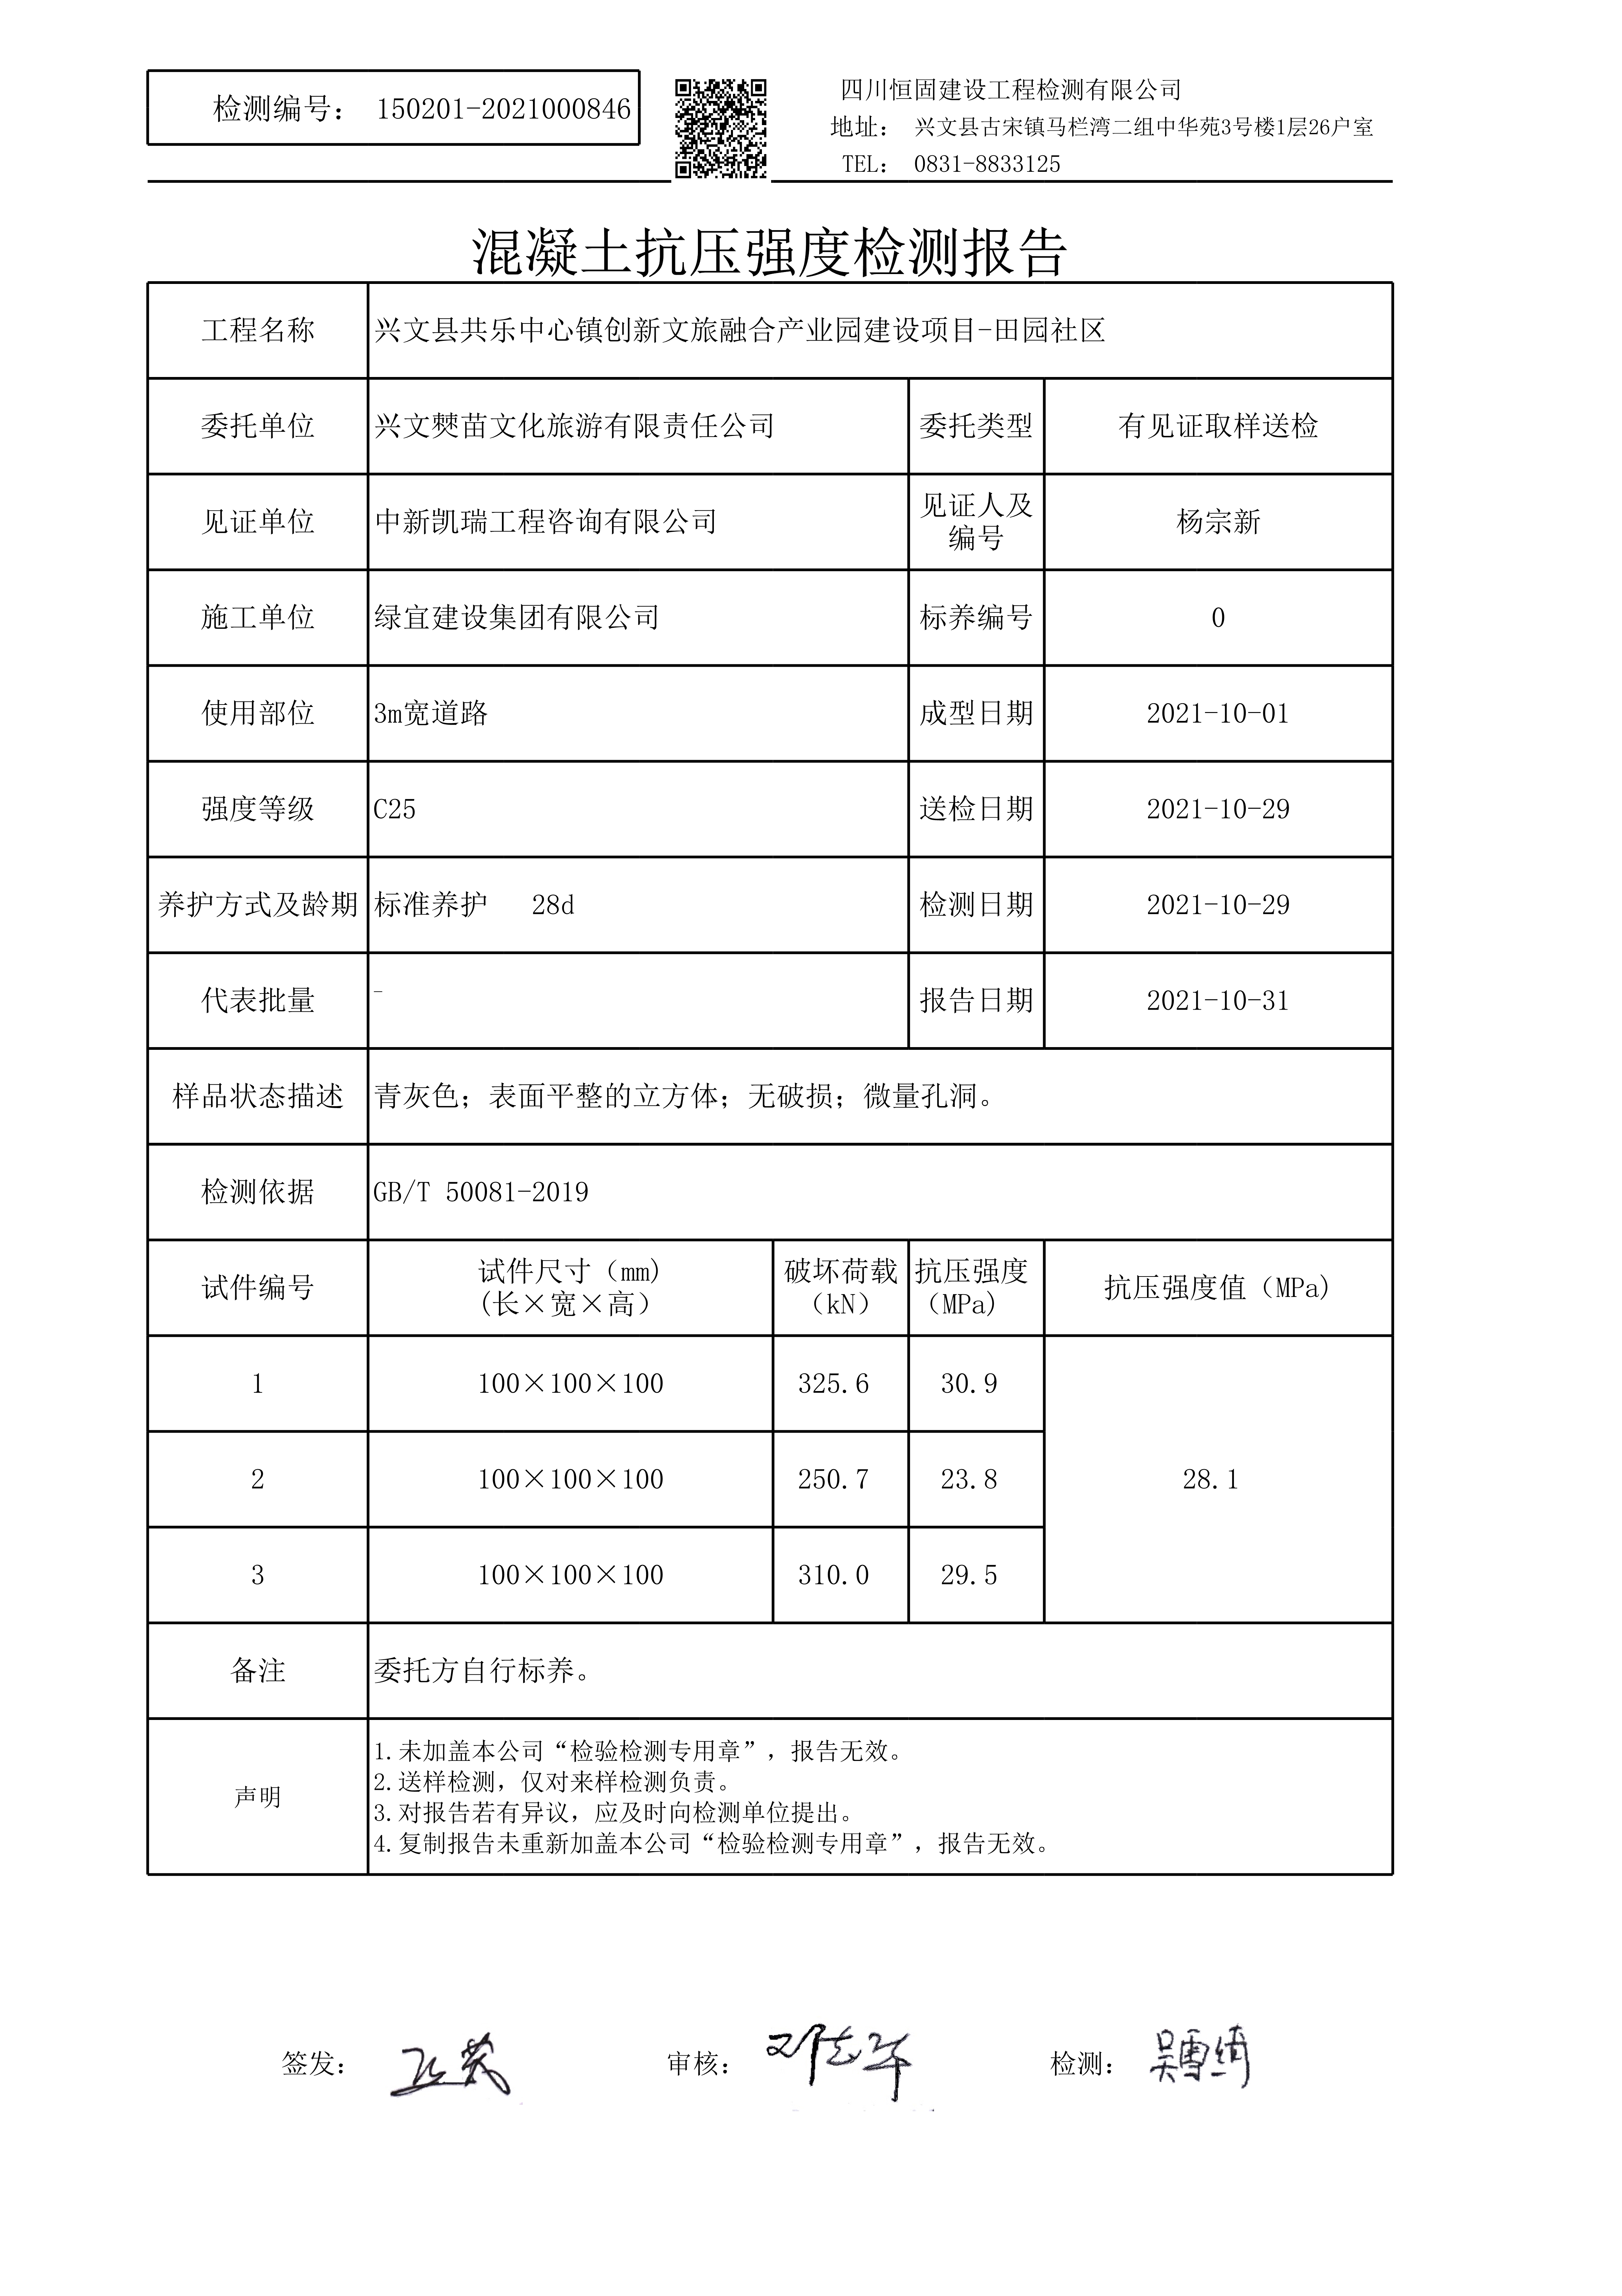 检测编号： 150201-2021000846
四川恒固建设工程检测有限公司
地址： 兴文县古宋镇马栏湾二组中华苑3号楼1层26户室
TEL： 0831-8833125
混凝土抗压强度检测报告
工程名称 兴文县共乐中心镇创新文旅融合产业园建设项目-田园社区
委托单位 兴文僰苗文化旅游有限责任公司 委托类型 有见证取样送检
见证单位 中新凯瑞工程咨询有限公司 见证人及编号 杨宗新
施工单位 绿宜建设集团有限公司 标养编号 0
使用部位 3m宽道路 成型日期 2021-10-01
强度等级 C25 送检日期 2021-10-29
养护方式及龄期 标准养护 28d 检测日期 2021-10-29
代表批量 - 报告日期 2021-10-31
样品状态描述 青灰色；表面平整的立方体；无破损；微量孔洞。
检测依据 GB/T 50081-2019
试件编号 试件尺寸（mm)(长×宽×高） 破坏荷载（kN） 抗压强度（MPa) 抗压强度值（MPa)
1 100×100×100 325.6 30.9
2 100×100×100 250.7 23.8 28.1
3 100×100×100 310.0 29.5
备注 委托方自行标养。
声明
1.未加盖本公司“检验检测专用章”，报告无效。
2.送样检测，仅对来样检测负责。
3.对报告若有异议，应及时向检测单位提出。
4.复制报告未重新加盖本公司“检验检测专用章”，报告无效。
签发： 审核： 检测： 吴雪绮